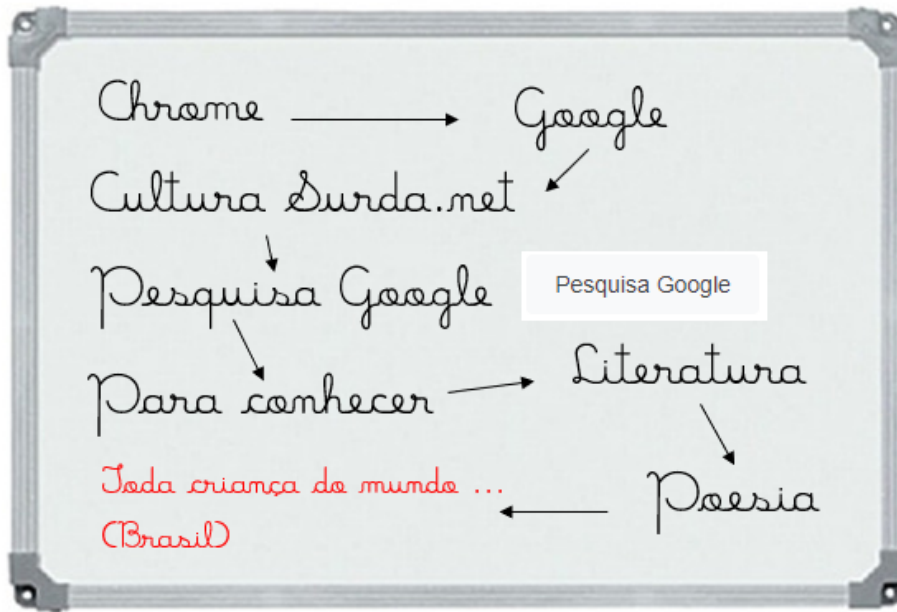 Chrome
Google
Cultura Surda.net
Pesquisa Google
Pesquisa Google
Para conhecer
Literatura
Poesia
Toda criança do mundo ...
(Brasil)